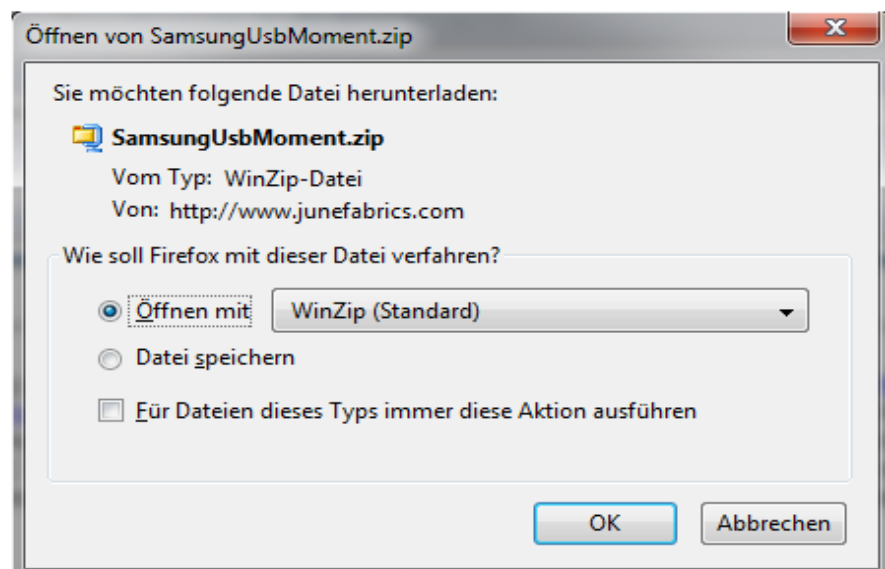 Öffnen von SamsungUsbMoment.zip
Sie möchten folgende Datei herunterladen:
SamsungUsbMoment.zip
Vom Typ: WinZip-Datei
Von: http://www.junefabrics.com
Wie soll Firefox mit dieser Datei verfahren?
Öffnen mit WinZip (Standard)
Datei speichern
Für Dateien dieses Typs immer diese Aktion ausführen
OK Abbrechen